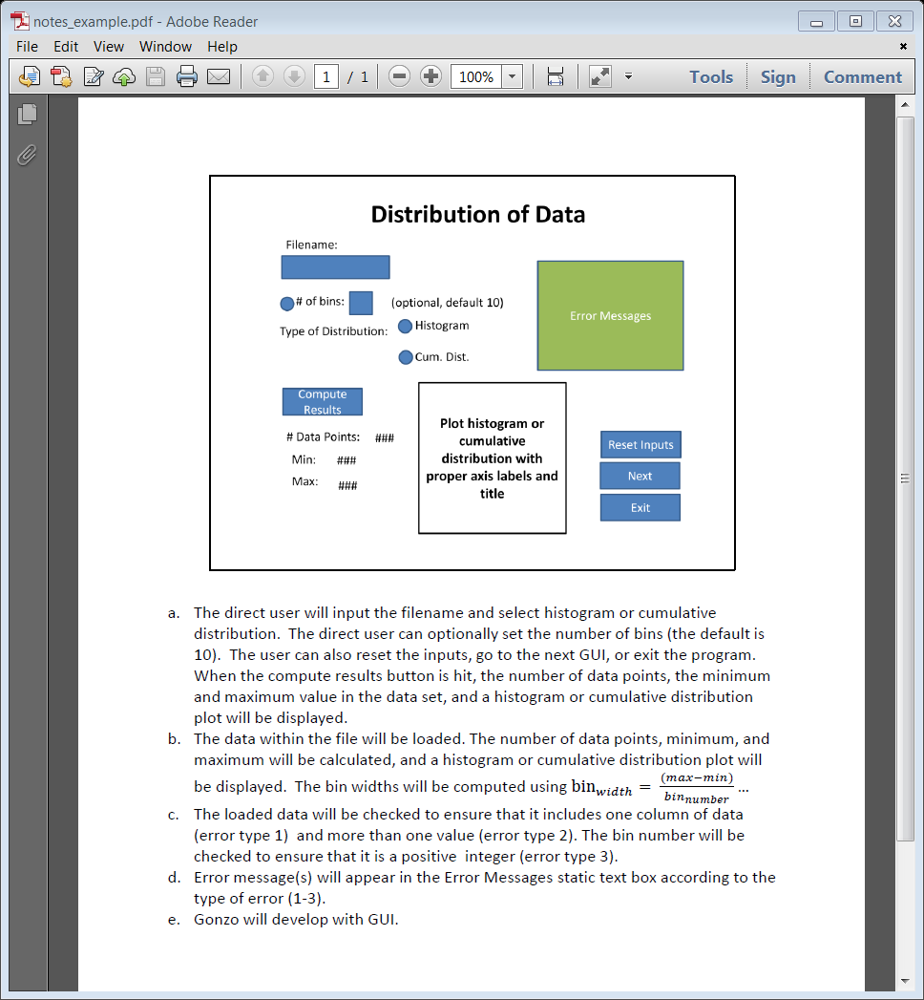 notes_example.pdf - Adobe Reader
File Edit View Window Help
1 / 1 100% Tools Sign Comment
Distribution of Data
Filename:
# of bins: (optional, default 10)
Type of Distribution: Histogram
Cum. Dist.
Error Messages
Compute
Results
# Data Points: ###
Min: ###
Max: ###
Plot histogram or
cumulative
distribution with
proper axis labels and
title
Reset Inputs
Next
Exit
a. The direct user will input the filename and select histogram or cumulative
distribution. The direct user can optionally set the number of bins (the default is
10). The user can also reset the inputs, go to the next GUI, or exit the program.
When the compute results button is hit, the number of data points, the minimum
and maximum value in the data set, and a histogram or cumulative distribution
plot will be displayed.
b. The data within the file will be loaded. The number of data points, minimum, and
maximum will be calculated, and a histogram or cumulative distribution plot will
be displayed. The bin widths will be computed using bin_width = (max−min)/bin_number ...
c. The loaded data will be checked to ensure that it includes one column of data
(error type 1) and more than one value (error type 2). The bin number will be
checked to ensure that it is a positive integer (error type 3).
d. Error message(s) will appear in the Error Messages static text box according to the
type of error (1-3).
e. Gonzo will develop with GUI.